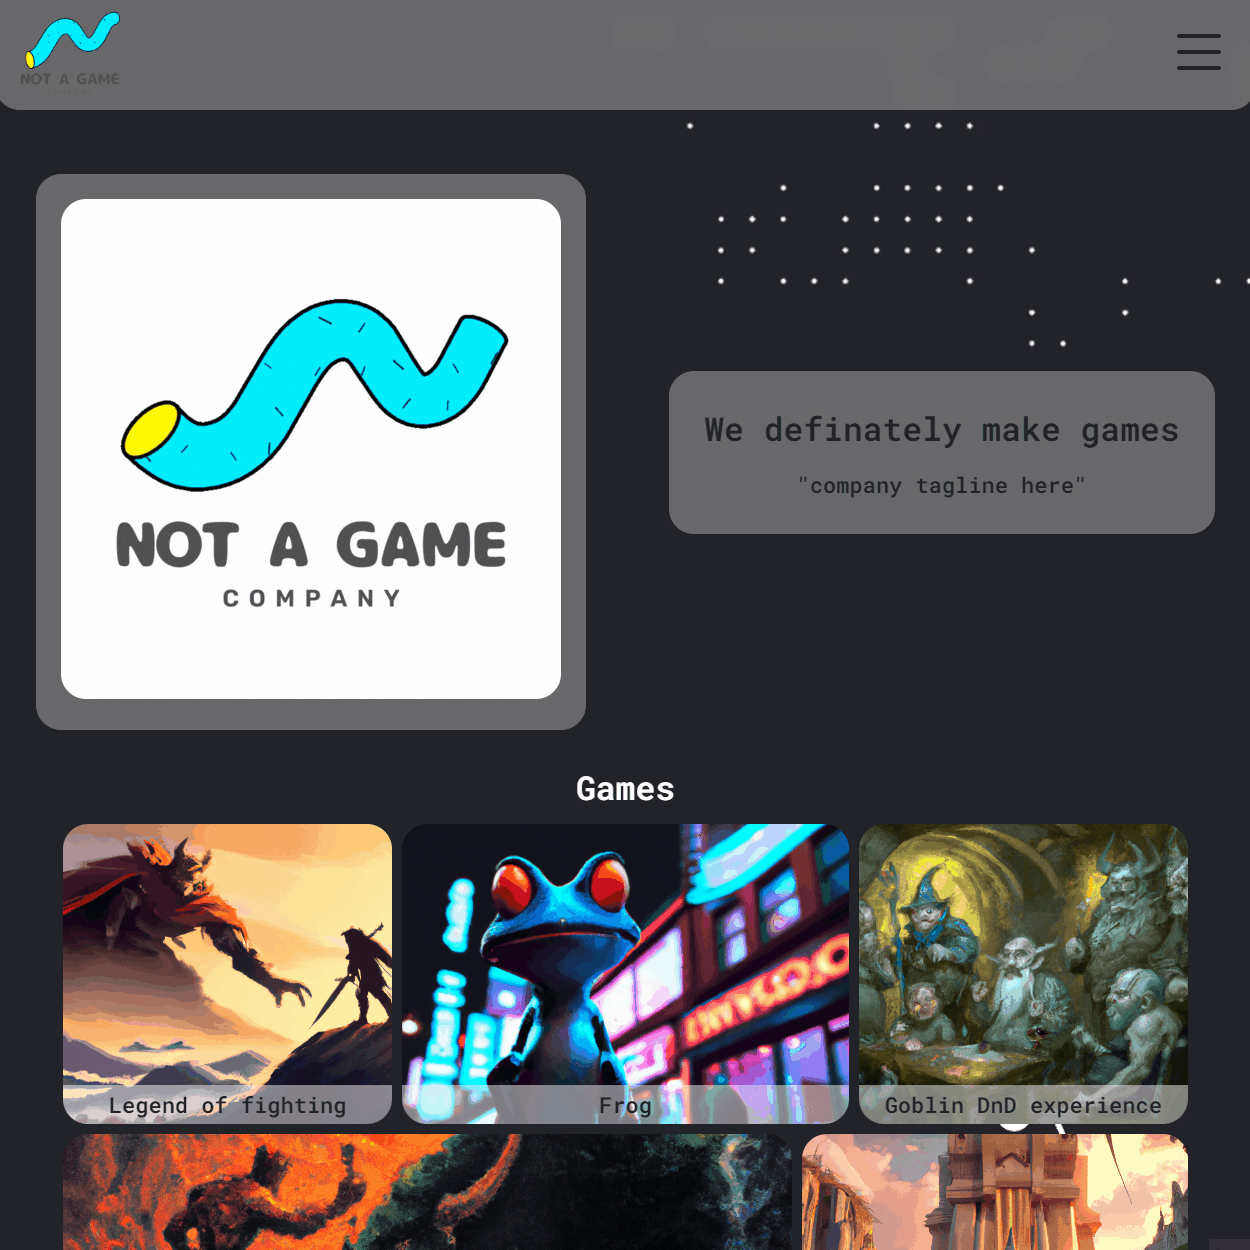 NOT A GAME
We definately make games
"company tagline here"
NOT A GAME
COMPANY
Games
Legend of fighting
Frog
Goblin DnD experience